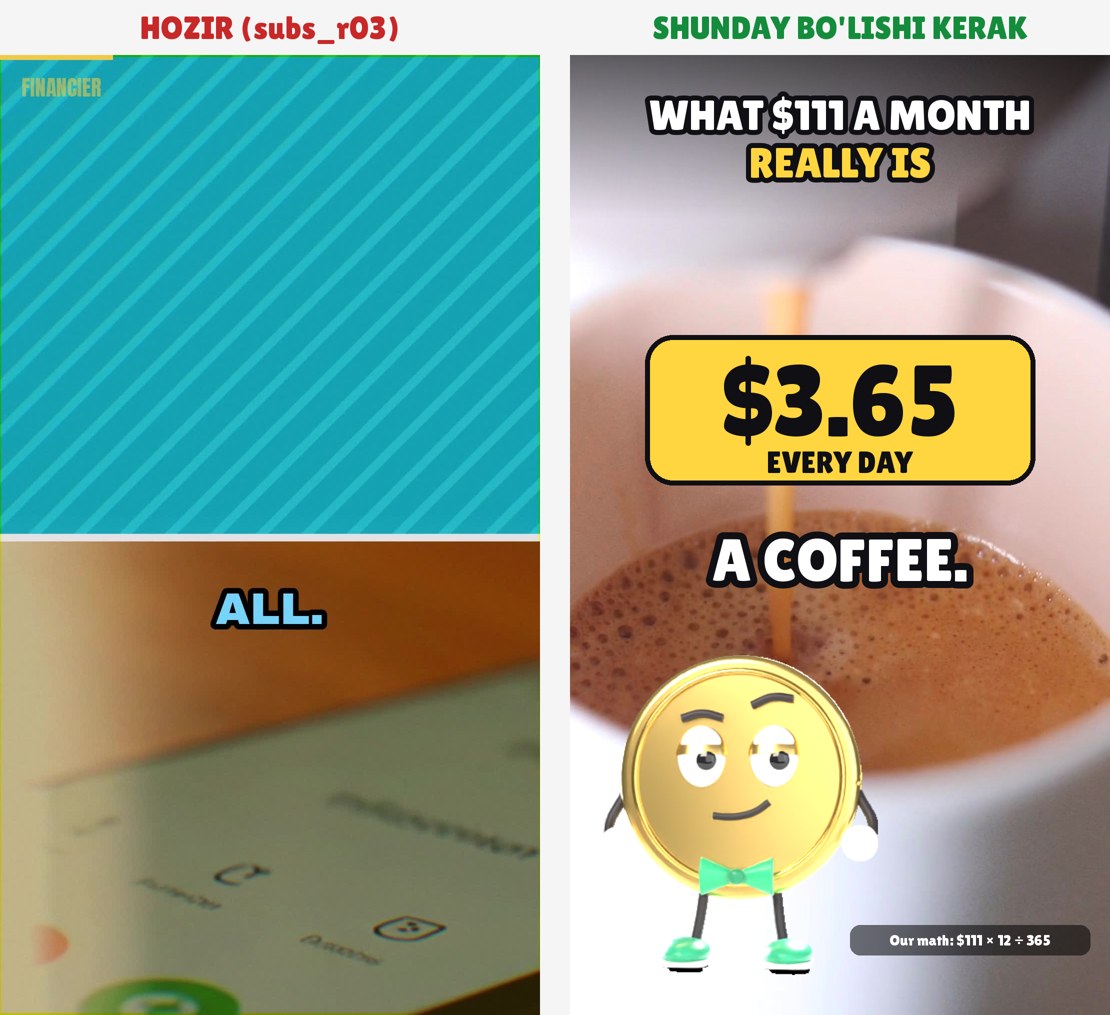 HOZIR (subs_r03)
FINANCIER
ALL.
SHUNDAY BO'LISHI KERAK
WHAT $111 A MONTH
REALLY IS
$3.65
EVERY DAY
A COFFEE.
Our math: $111 × 12 ÷ 365